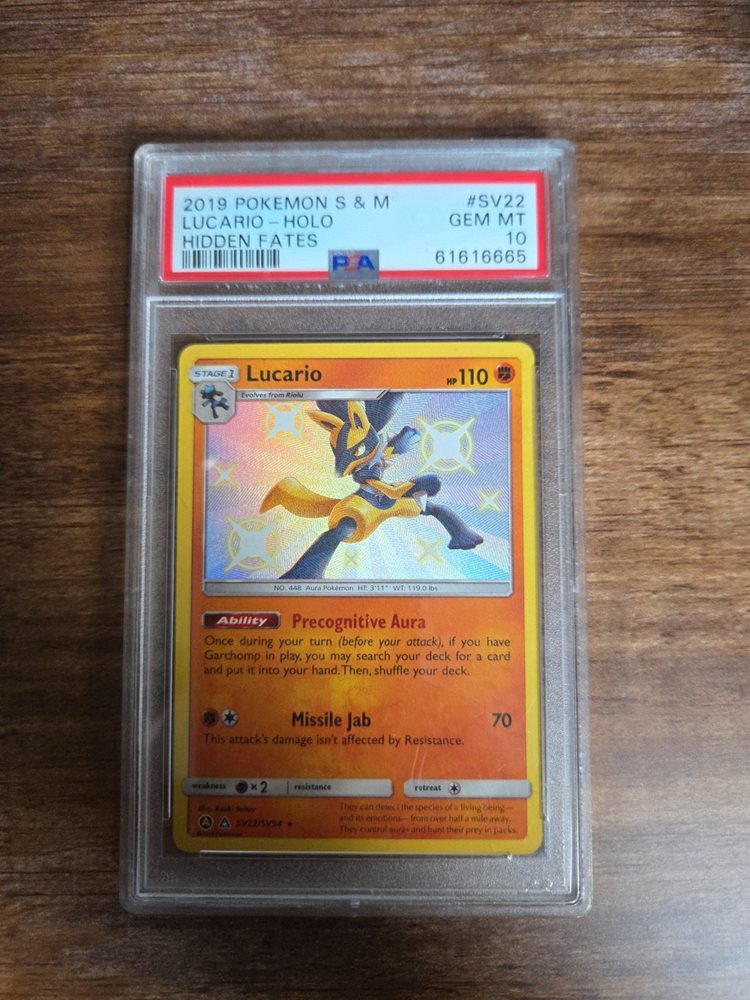 2019 POKEMON S & M #SV22
LUCARIO - HOLO GEM MT
HIDDEN FATES 10
PSA 61616665
STAGE 1 Lucario HP 110
Evolves from Riolu
NO. 448 Aura Pokémon HT: 3'11" WT: 119.0 lbs
Ability Precognitive Aura
Once during your turn (before your attack), if you have
Garchomp in play, you may search your deck for a card
and put it into your hand. Then, shuffle your deck.
Missile Jab 70
This attack's damage isn't affected by Resistance.
weakness ×2 resistance retreat
They can detect the species of a living being—
and its emotions—from over half a mile away.
They control auras and hunt their prey in packs.
A SV22/SV94